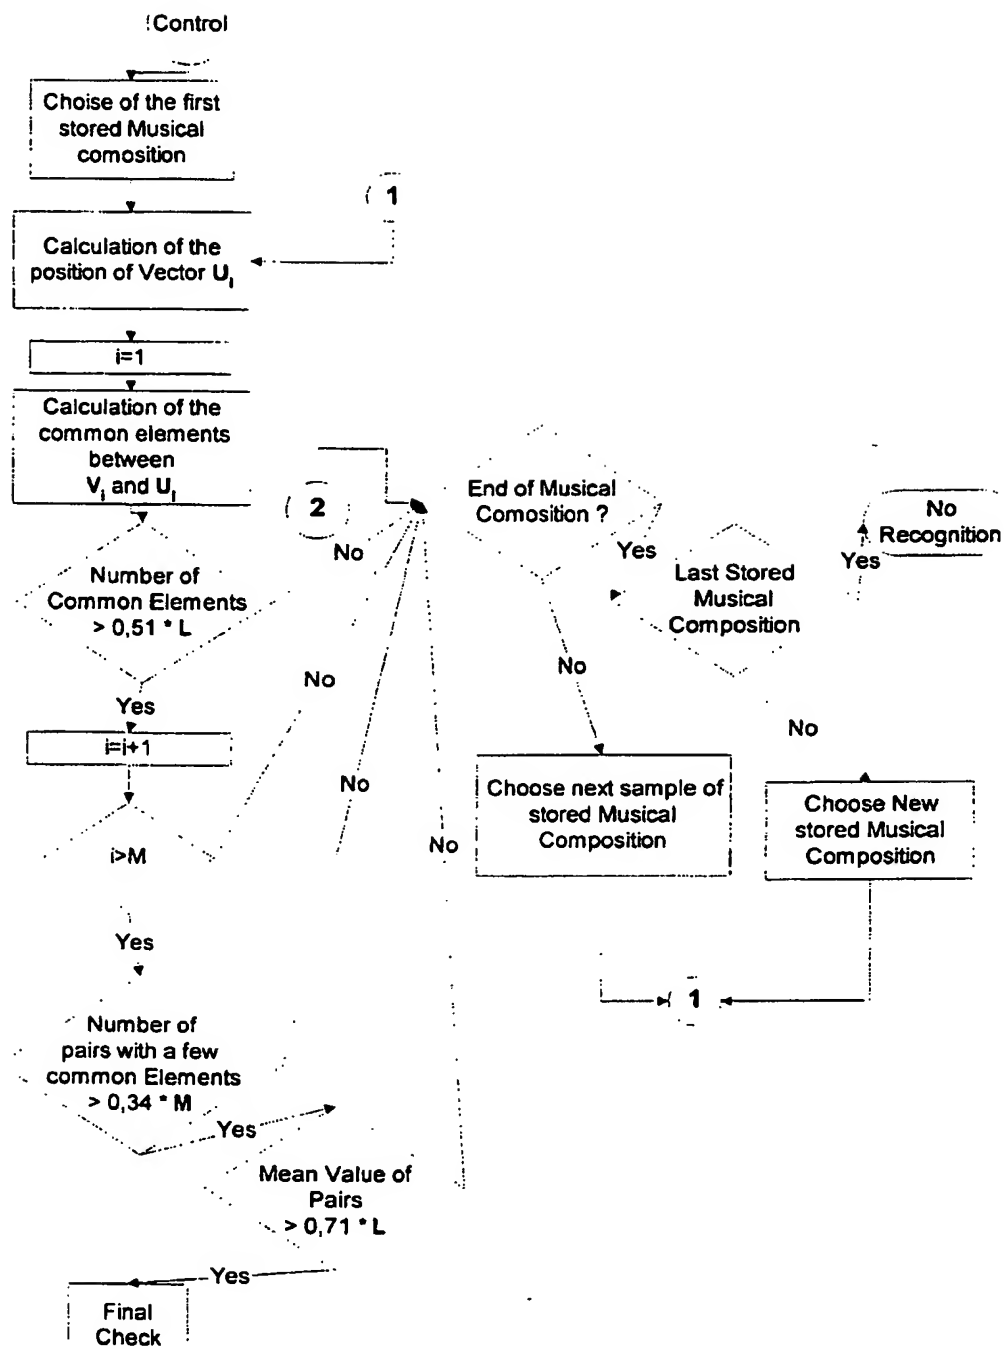 Control
Choise of the first
stored Musical
comosition
1
Calculation of the
position of Vector Ui
i=1
Calculation of the
common elements
between
Vi and Ui
2
No
Number of
Common Elements
> 0,51 * L
No
Yes
i=i+1
No
i>M
No
Yes
Number of
pairs with a few
common Elements
> 0,34 * M
Yes
Mean Value of
Pairs
> 0,71 * L
Yes
Final
Check
End of Musical
Comosition ?
Yes
No
Last Stored
Musical
Composition
Yes
No
Recognition
No
Choose next sample of
stored Musical
Composition
Choose New
stored Musical
Composition
1